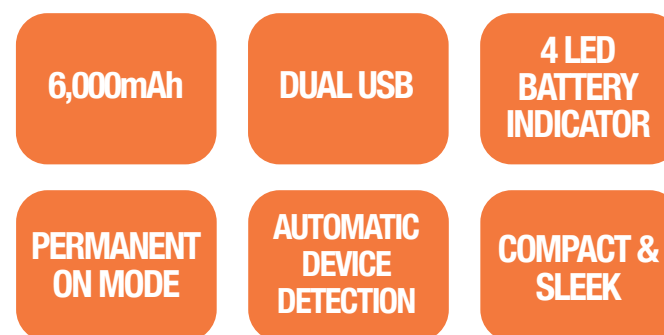 6,000mAh
DUAL USB
4 LED
BATTERY
INDICATOR
PERMANENT
ON MODE
AUTOMATIC
DEVICE
DETECTION
COMPACT &
SLEEK